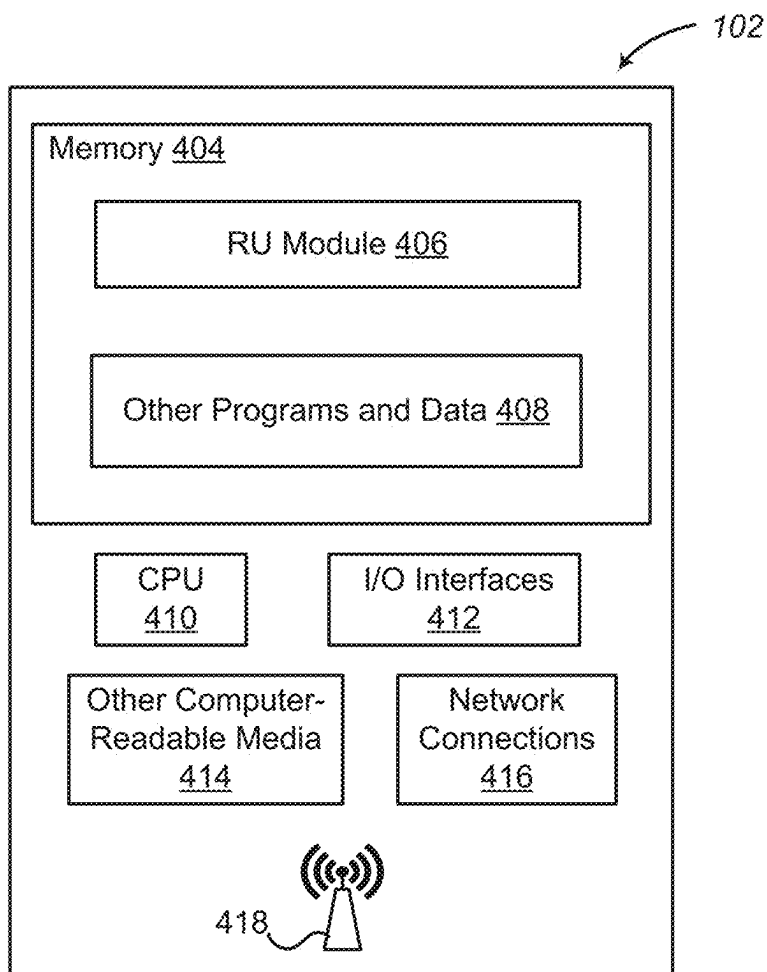 102
Memory 404
RU Module 406
Other Programs and Data 408
CPU
410
I/O Interfaces
412
Other Computer-
Readable Media
414
Network
Connections
416
418